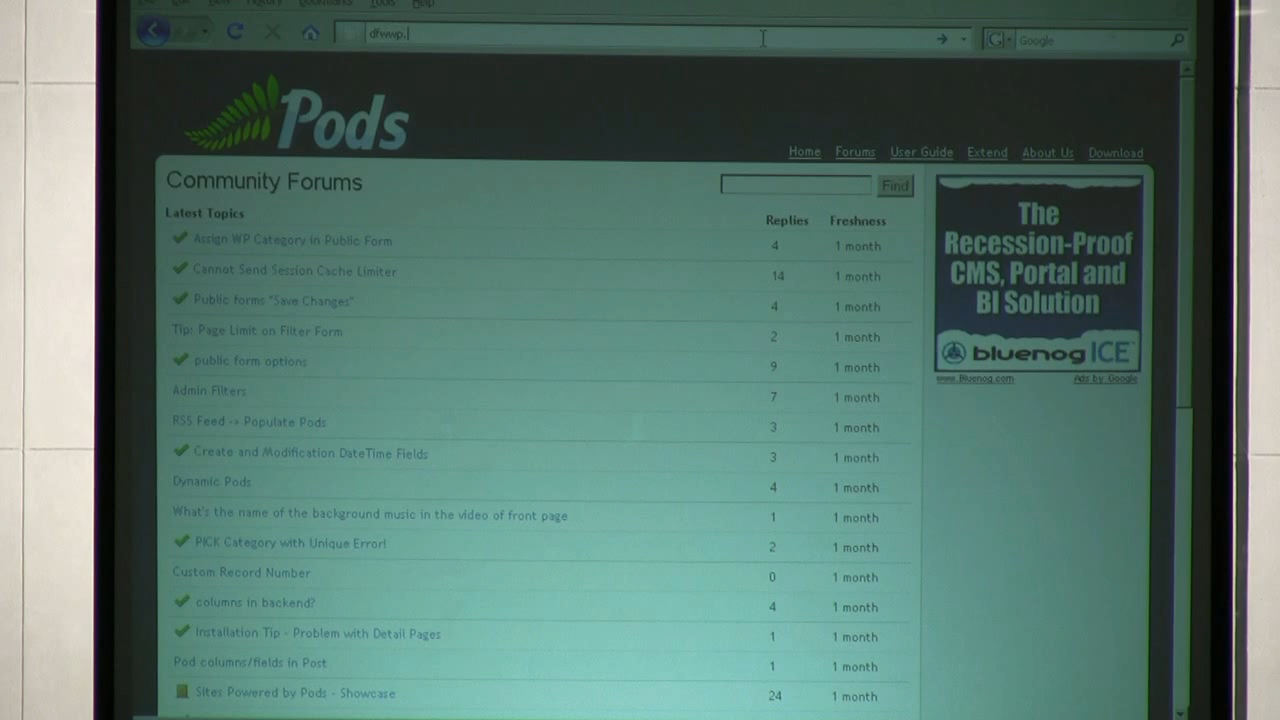 History Bookmarks Tools Help
dfwwp.
Google
Pods
Home Forums User Guide Extend About Us Download
Community Forums
Find
Latest Topics Replies Freshness
Assign WP Category in Public Form 4 1 month
Cannot Send Session Cache Limiter 14 1 month
Public forms "Save Changes" 4 1 month
Tip: Page Limit on Filter Form 2 1 month
public form options 9 1 month
Admin Filters 7 1 month
RSS Feed -> Populate Pods 3 1 month
Create and Modification DateTime Fields 3 1 month
Dynamic Pods 4 1 month
What's the name of the background music in the video of front page 1 1 month
PICK Category with Unique Error! 2 1 month
Custom Record Number 0 1 month
columns in backend? 4 1 month
Installation Tip - Problem with Detail Pages 1 1 month
Pod columns/fields in Post 1 1 month
Sites Powered by Pods - Showcase 24 1 month
The
Recession-Proof
CMS, Portal and
BI Solution
bluenog ICE
www.Bluenog.com Ads by Google